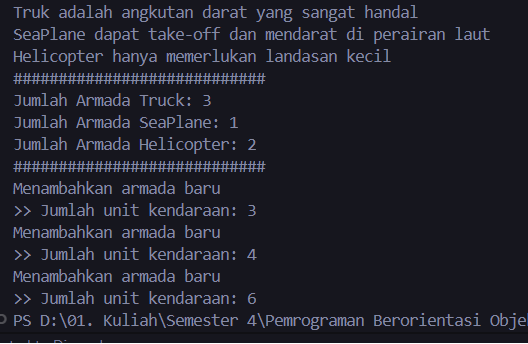 Truk adalah angkutan darat yang sangat handal
SeaPlane dapat take-off dan mendarat di perairan laut
Helicopter hanya memerlukan landasan kecil
############################
Jumlah Armada Truck: 3
Jumlah Armada SeaPlane: 1
Jumlah Armada Helicopter: 2
############################
Menambahkan armada baru
>> Jumlah unit kendaraan: 3
Menambahkan armada baru
>> Jumlah unit kendaraan: 4
Menambahkan armada baru
>> Jumlah unit kendaraan: 6
PS D:\01. Kuliah\Semester 4\Pemrograman Berorientasi Obje